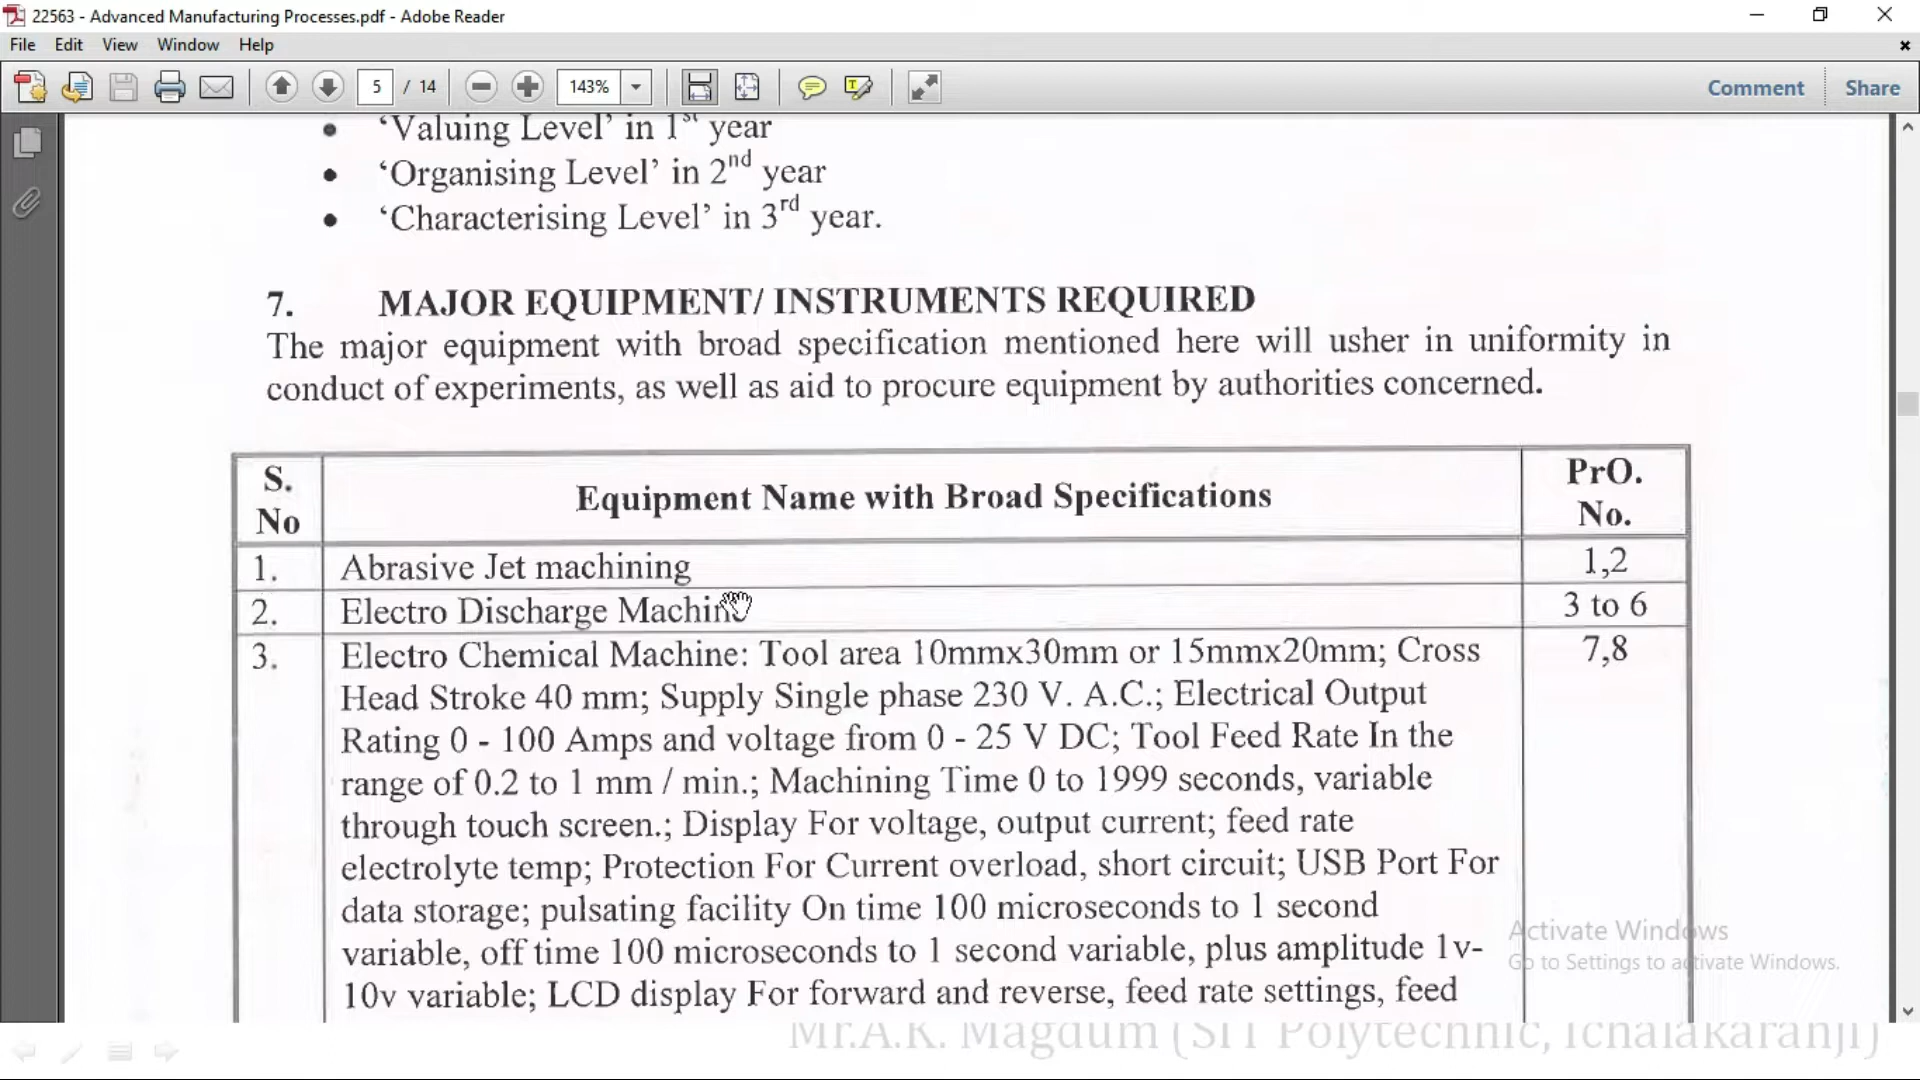 22563 - Advanced Manufacturing Processes.pdf - Adobe Reader
File Edit View Window Help
5 / 14 143% Comment Share
• ‘Valuing Level’ in 1st year
• ‘Organising Level’ in 2nd year
• ‘Characterising Level’ in 3rd year.
7. MAJOR EQUIPMENT/ INSTRUMENTS REQUIRED
The major equipment with broad specification mentioned here will usher in uniformity in
conduct of experiments, as well as aid to procure equipment by authorities concerned.
S. No Equipment Name with Broad Specifications PrO. No.
1. Abrasive Jet machining 1,2
2. Electro Discharge Machine 3 to 6
3. Electro Chemical Machine: Tool area 10mmx30mm or 15mmx20mm; Cross 7,8
Head Stroke 40 mm; Supply Single phase 230 V. A.C.; Electrical Output
Rating 0 - 100 Amps and voltage from 0 - 25 V DC; Tool Feed Rate In the
range of 0.2 to 1 mm / min.; Machining Time 0 to 1999 seconds, variable
through touch screen.; Display For voltage, output current; feed rate
electrolyte temp; Protection For Current overload, short circuit; USB Port For
data storage; pulsating facility On time 100 microseconds to 1 second
variable, off time 100 microseconds to 1 second variable, plus amplitude 1v-
10v variable; LCD display For forward and reverse, feed rate settings, feed
Activate Windows
Go to Settings to activate Windows.
Mr.A.K. Magdum (SIT Polytechnic, Ichalakaranji)